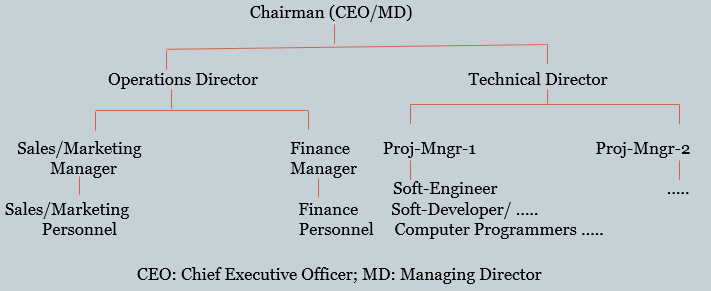 Chairman (CEO/MD)
Operations Director
Technical Director
Sales/Marketing
Manager
Finance
Manager
Proj-Mngr-1
Proj-Mngr-2
Sales/Marketing
Personnel
Finance
Personnel
Soft-Engineer
Soft-Developer/ .....
Computer Programmers .....
.....
CEO: Chief Executive Officer; MD: Managing Director